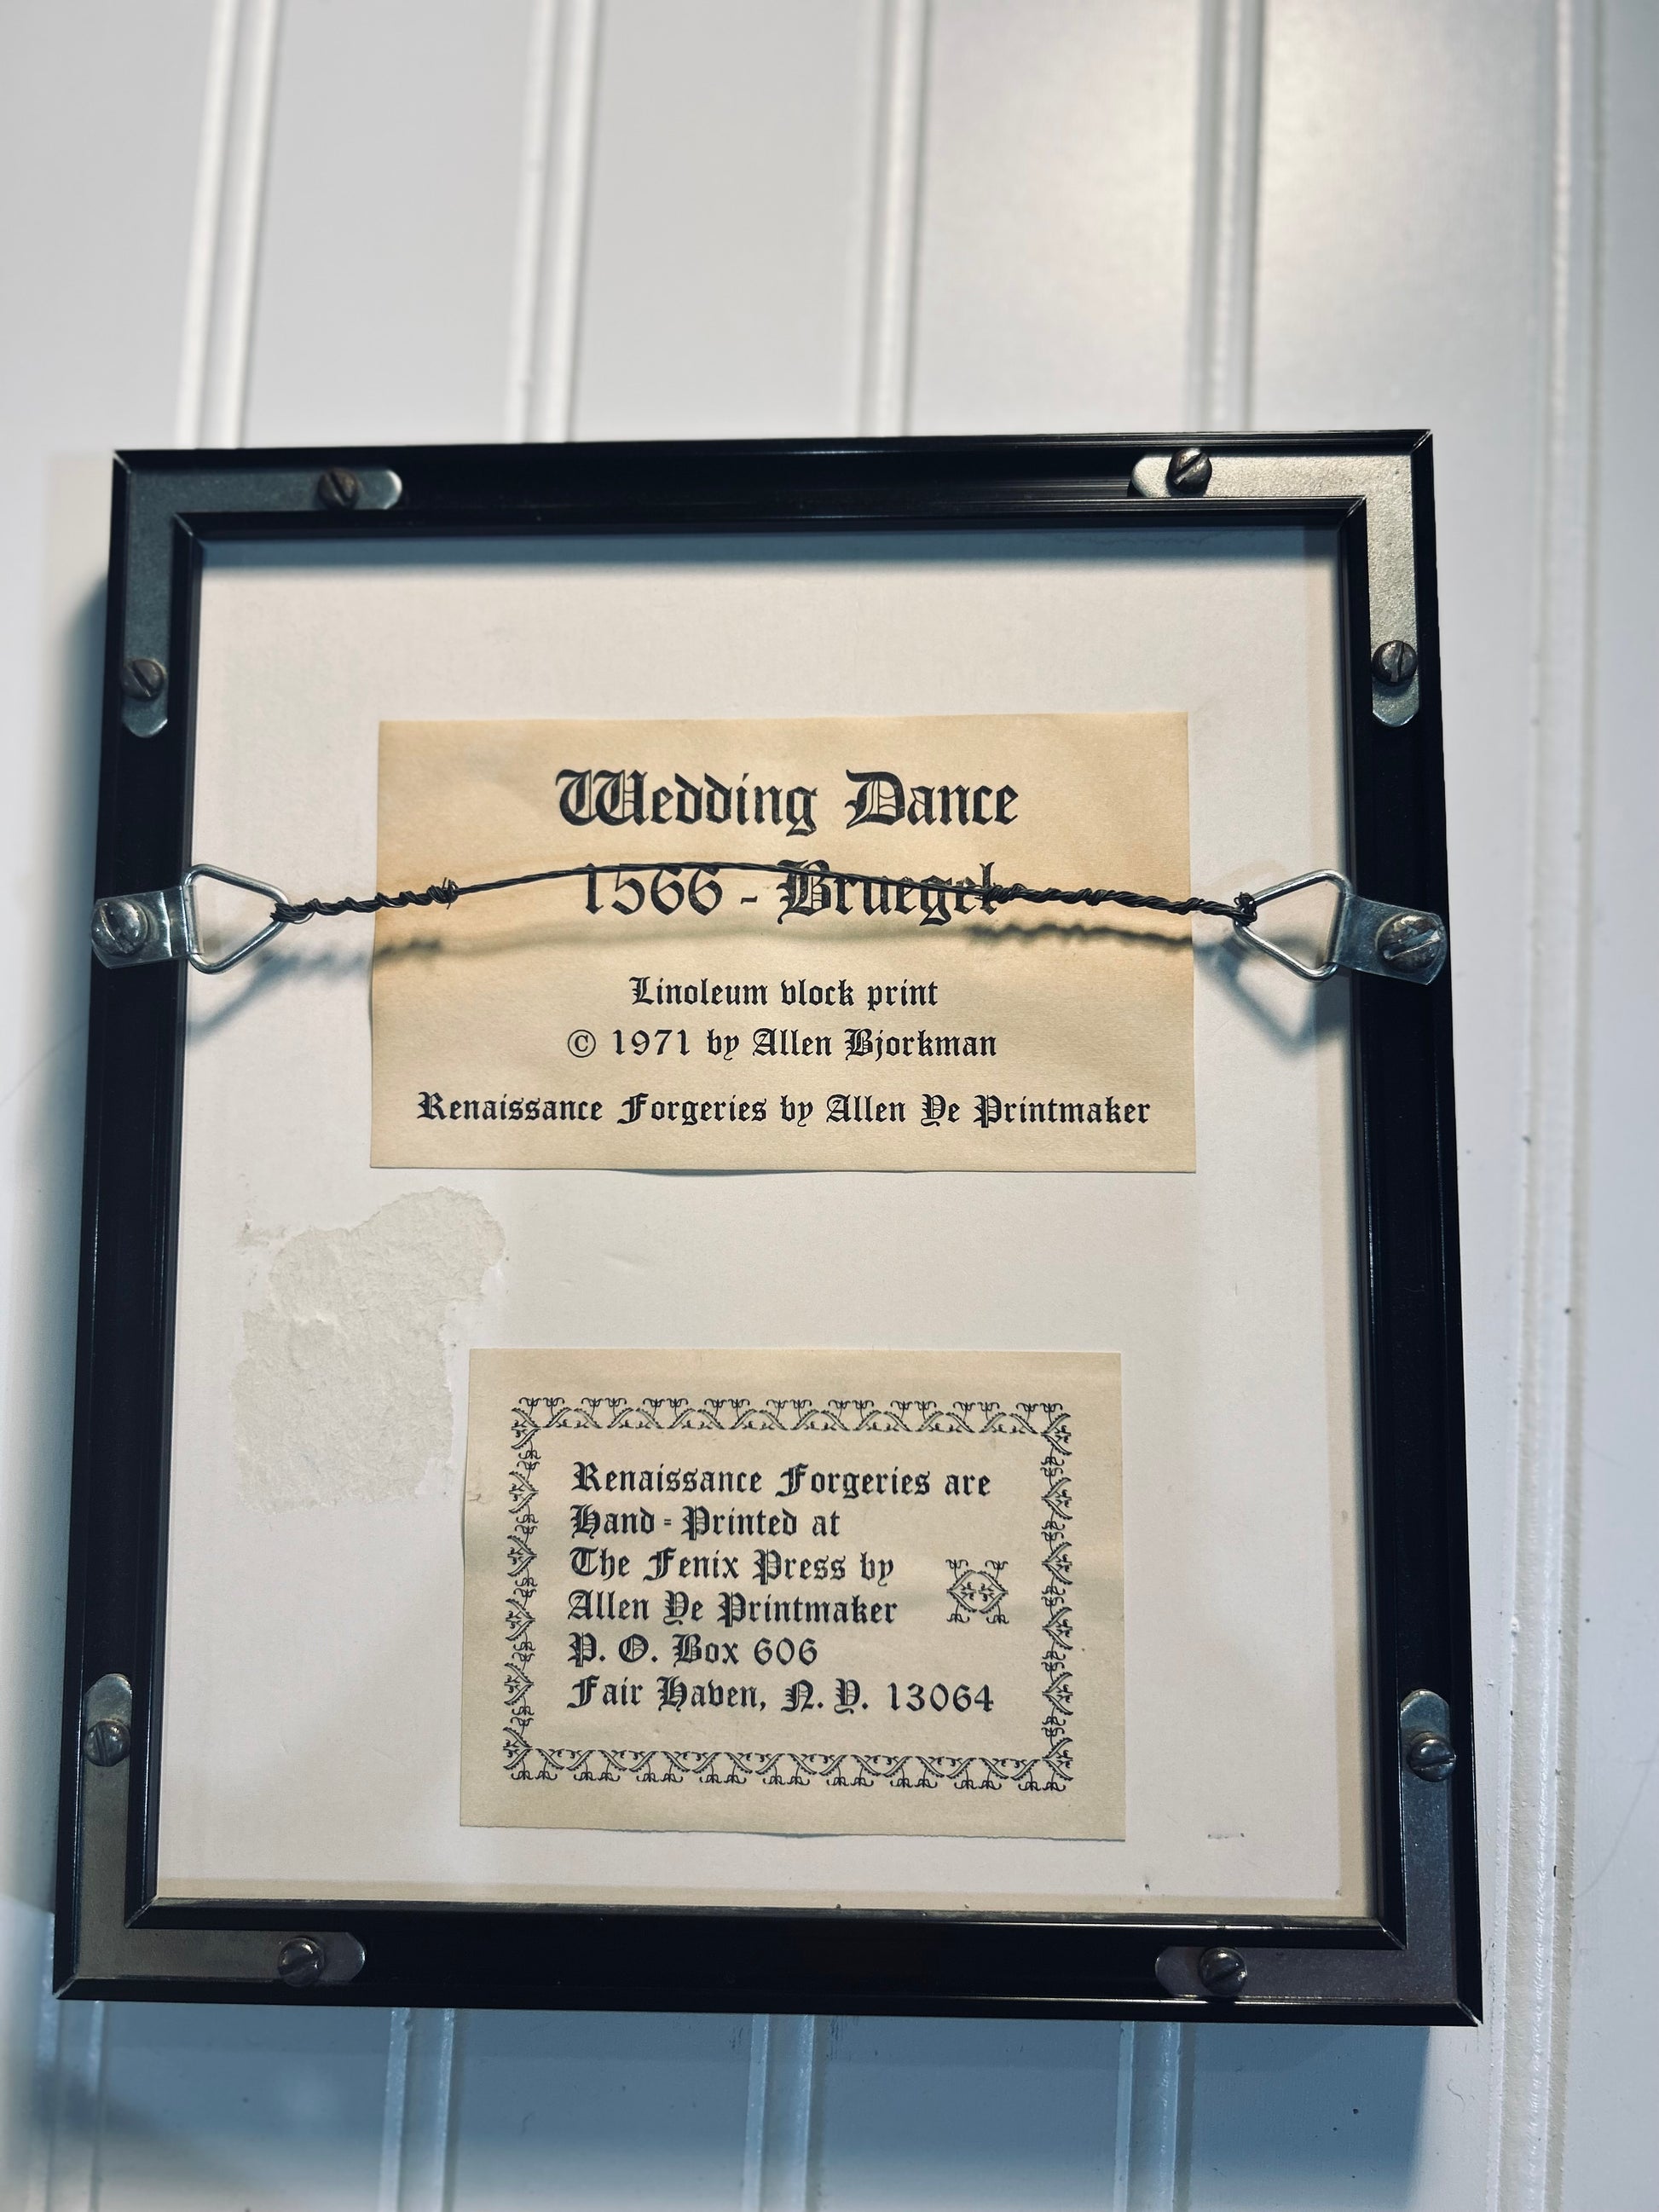 Wedding Dance
1566 - Bruegel
Linoleum block print
© 1971 by Allen Bjorkman
Renaissance Forgeries by Allen Ye Printmaker
Renaissance Forgeries are
Hand-Printed at
The Fenix Press by
Allen Ye Printmaker
P. O. Box 606
Fair Haven, N. Y. 13064